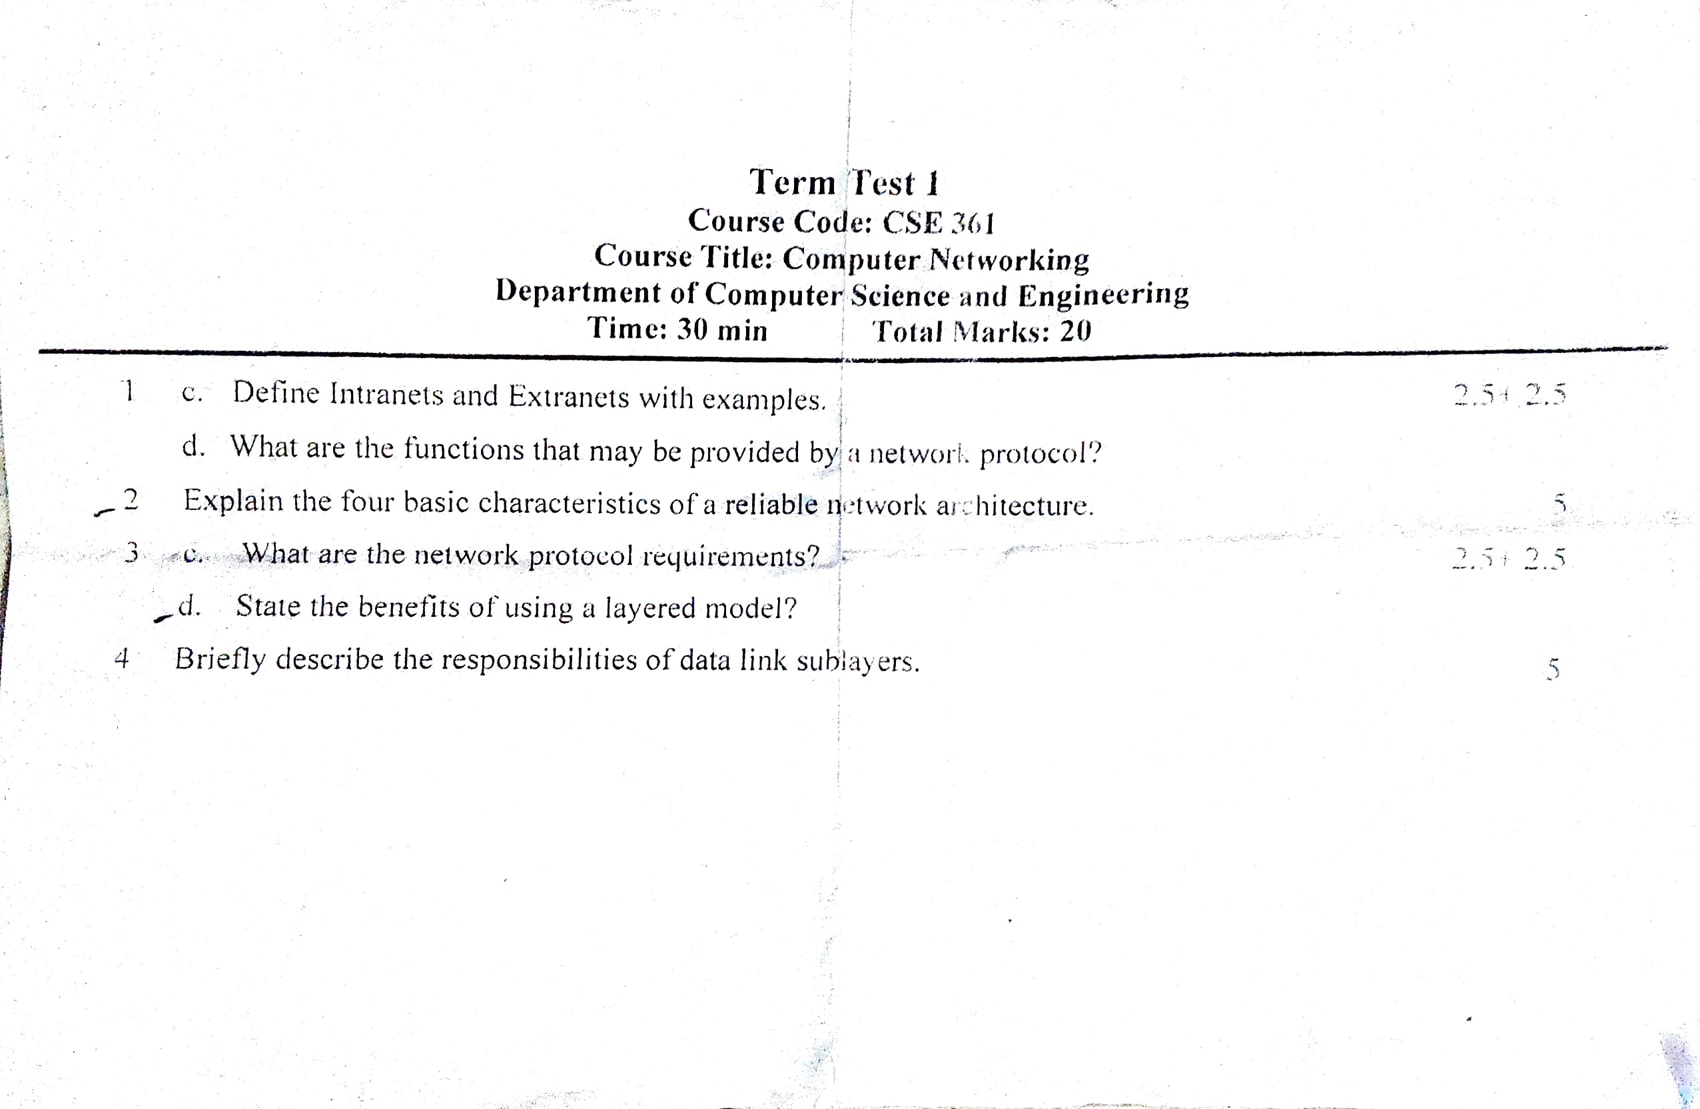 Term Test 1
Course Code: CSE 361
Course Title: Computer Networking
Department of Computer Science and Engineering
Time: 30 min Total Marks: 20
1 c. Define Intranets and Extranets with examples. 2.5+ 2.5
d. What are the functions that may be provided by a network protocol?
2 Explain the four basic characteristics of a reliable network architecture. 5
3 c. What are the network protocol requirements? 2.5+ 2.5
d. State the benefits of using a layered model?
4 Briefly describe the responsibilities of data link sublayers. 5